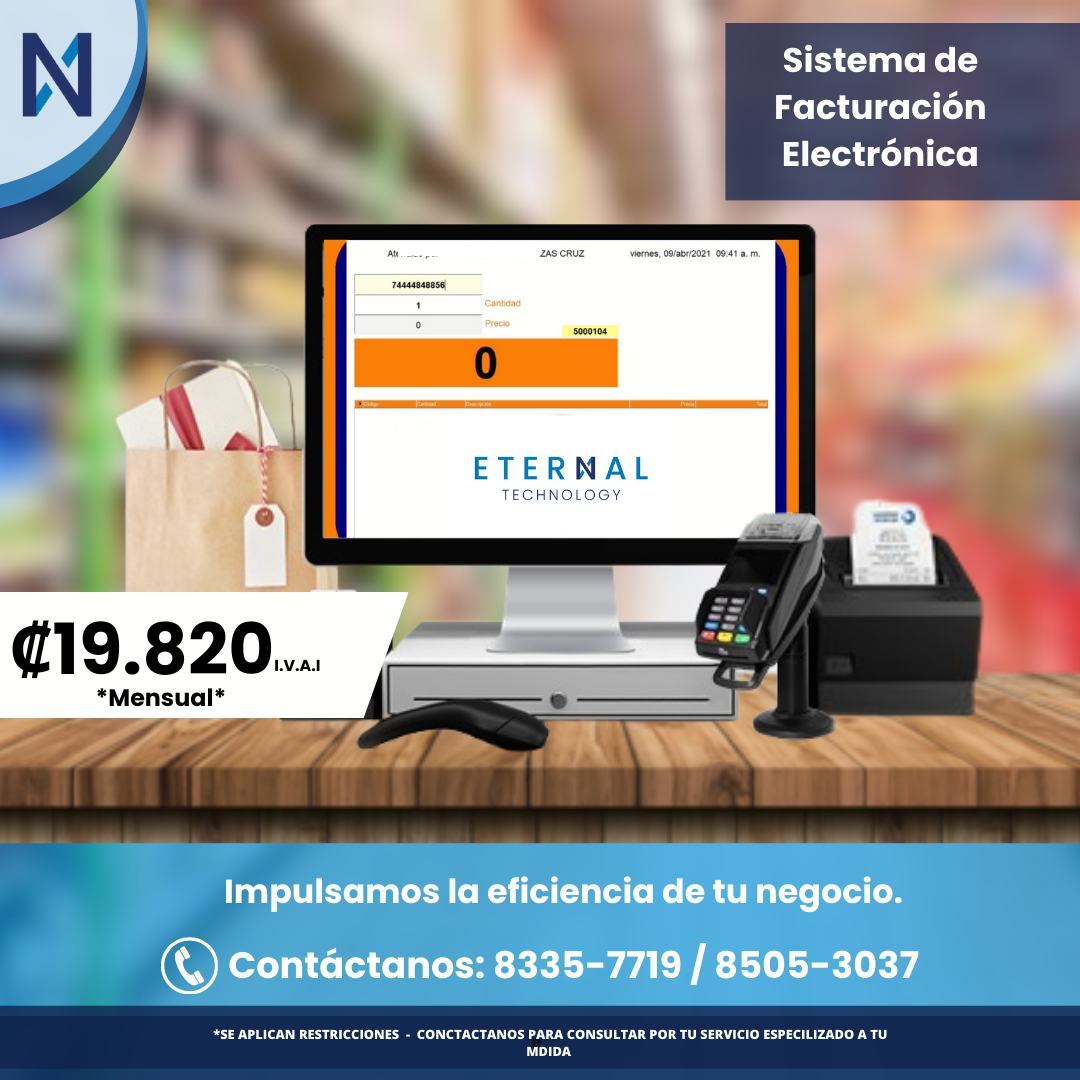 Sistema de
Facturación
Electrónica
ZAS CRUZ viernes, 09/abr/2021 09:41 a. m.
74444848856
1 Cantidad
0 Precio
5000104
0
Código Cantidad Descripción Precio Total
ETERNAL
TECHNOLOGY
₡19.820 I.V.A.I
*Mensual*
Impulsamos la eficiencia de tu negocio.
Contáctanos: 8335-7719 / 8505-3037
*SE APLICAN RESTRICCIONES - CONCTACTANOS PARA CONSULTAR POR TU SERVICIO ESPECILIZADO A TU
MDIDA